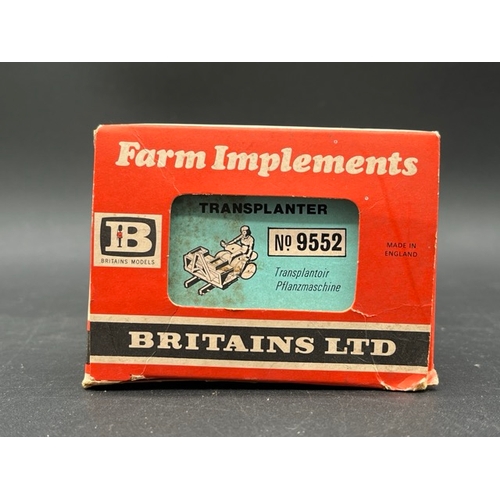 Farm Implements
TRANSPLANTER
Nº 9552
Transplantoir
Pflanzmaschine
B
BRITAINS MODELS
MADE IN
ENGLAND
BRITAINS LTD